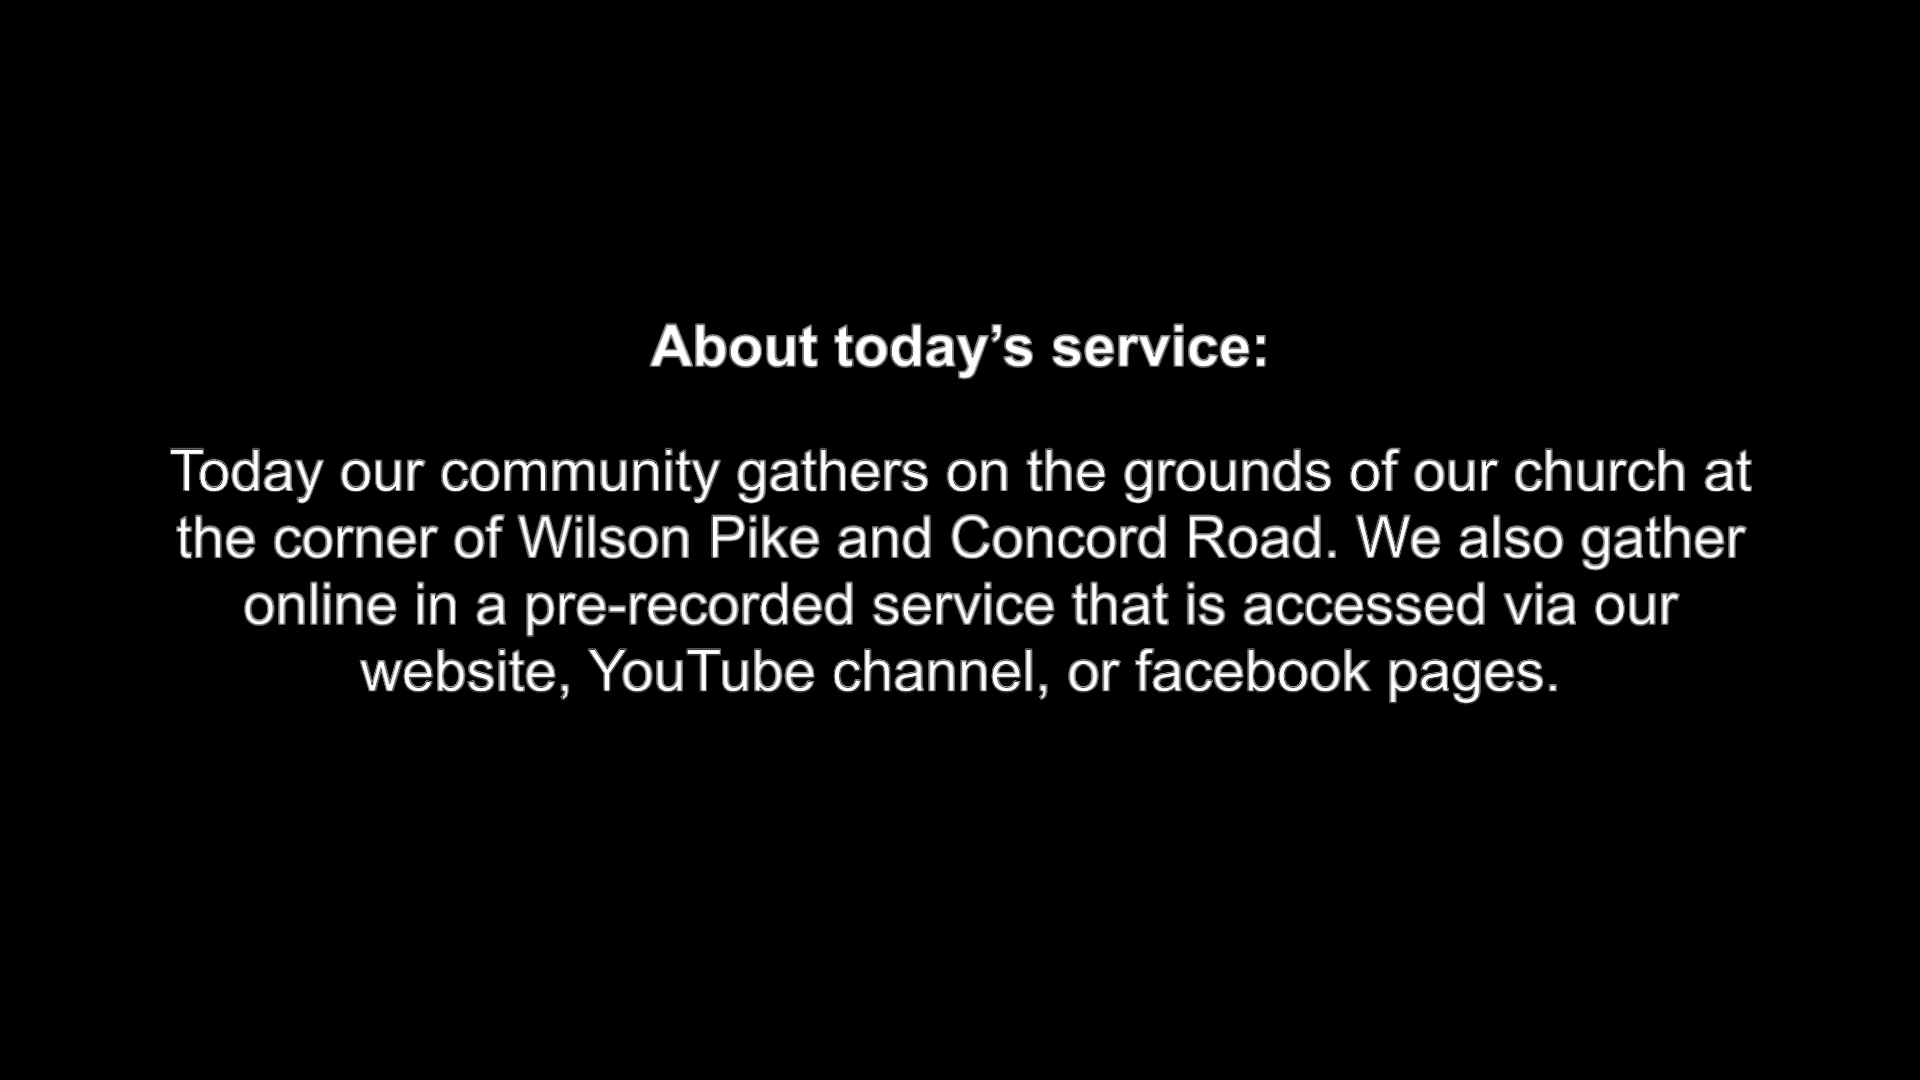 About today’s service:
Today our community gathers on the grounds of our church at
the corner of Wilson Pike and Concord Road. We also gather
online in a pre-recorded service that is accessed via our
website, YouTube channel, or facebook pages.